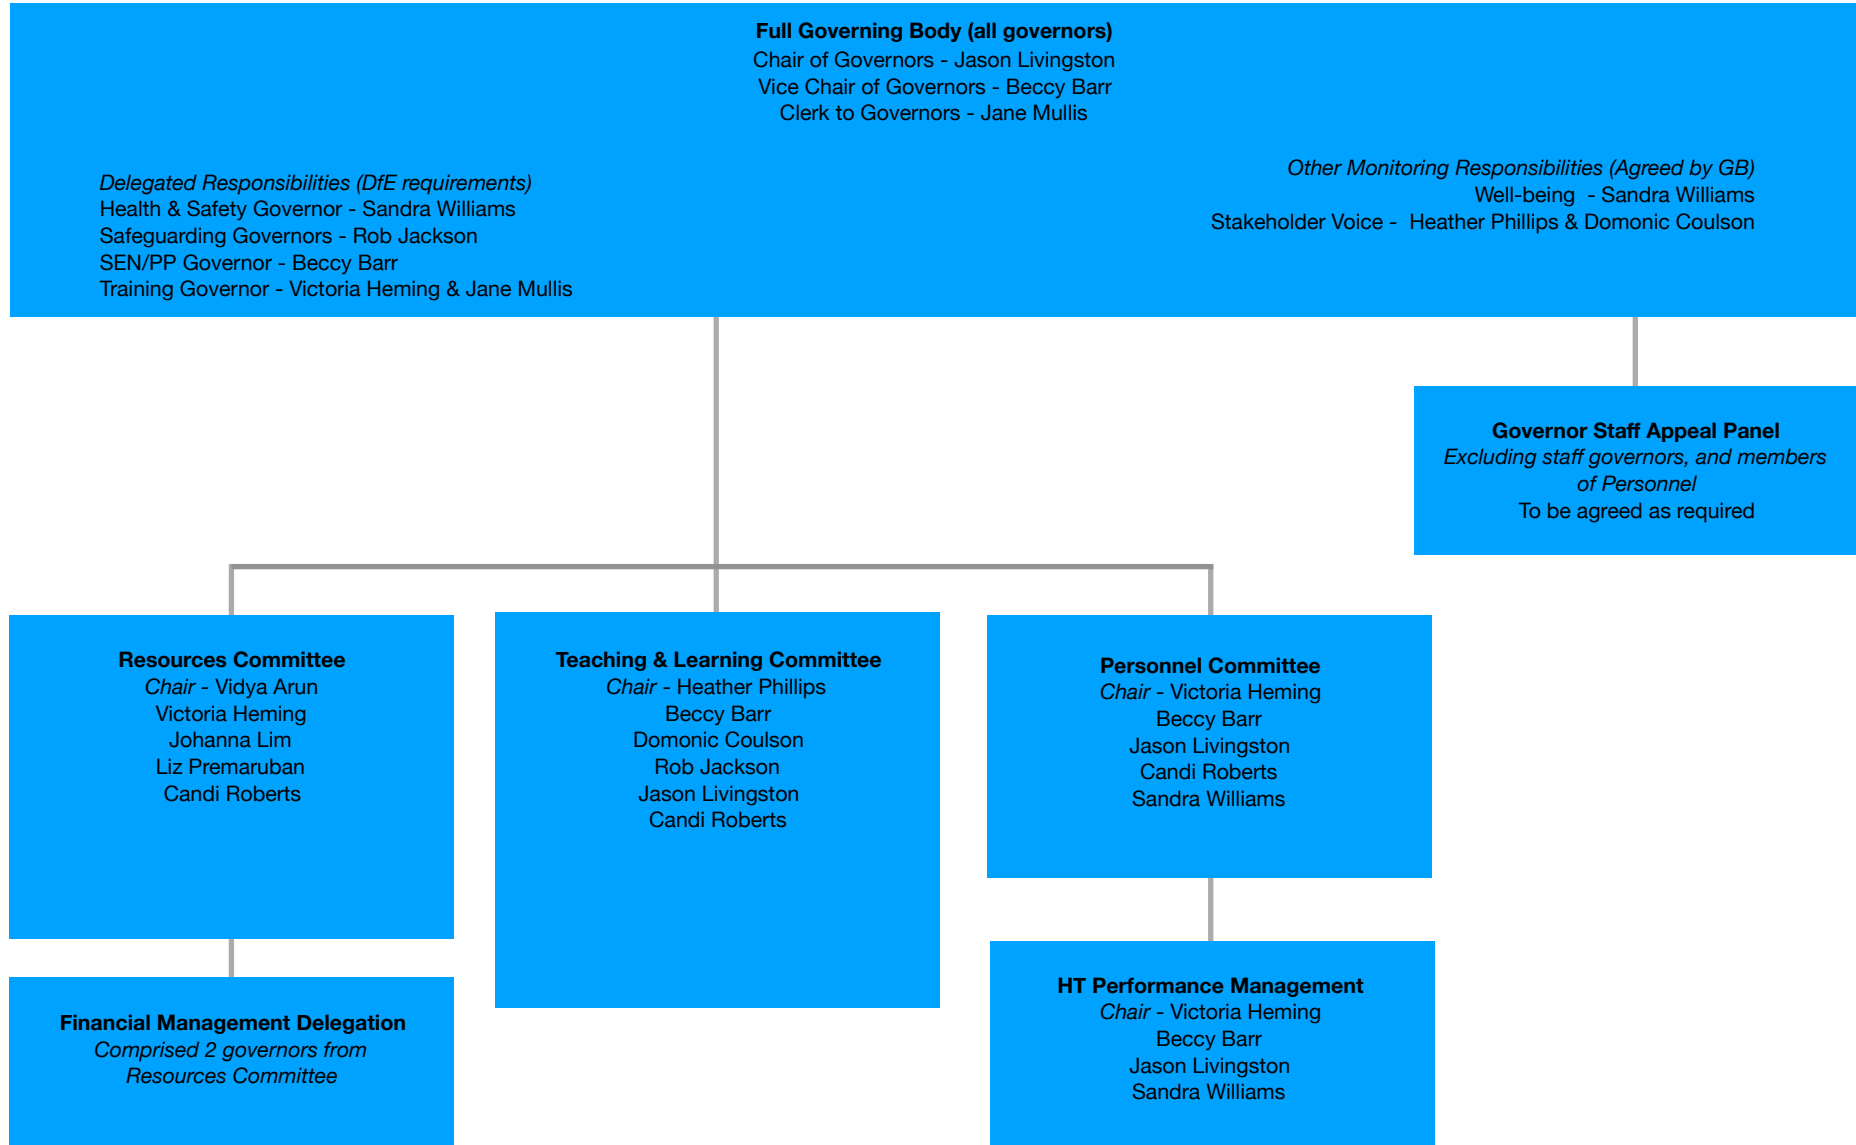 Full Governing Body (all governors)
Chair of Governors - Jason Livingston
Vice Chair of Governors - Beccy Barr
Clerk to Governors - Jane Mullis
Delegated Responsibilities (DfE requirements)
Health & Safety Governor - Sandra Williams
Safeguarding Governors - Rob Jackson
SEN/PP Governor - Beccy Barr
Training Governor - Victoria Heming & Jane Mullis
Other Monitoring Responsibilities (Agreed by GB)
Well-being - Sandra Williams
Stakeholder Voice - Heather Phillips & Domonic Coulson
Governor Staff Appeal Panel
Excluding staff governors, and members
of Personnel
To be agreed as required
Resources Committee
Chair - Vidya Arun
Victoria Heming
Johanna Lim
Liz Premaruban
Candi Roberts
Teaching & Learning Committee
Chair - Heather Phillips
Beccy Barr
Domonic Coulson
Rob Jackson
Jason Livingston
Candi Roberts
Personnel Committee
Chair - Victoria Heming
Beccy Barr
Jason Livingston
Candi Roberts
Sandra Williams
Financial Management Delegation
Comprised 2 governors from
Resources Committee
HT Performance Management
Chair - Victoria Heming
Beccy Barr
Jason Livingston
Sandra Williams